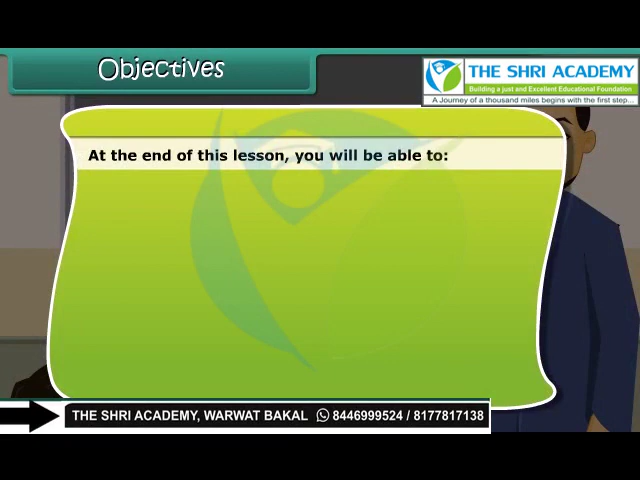 Objectives
THE SHRI ACADEMY
Building a just and Excellent Educational Foundation
A Journey of a thousand miles begins with the first step...
At the end of this lesson, you will be able to:
THE SHRI ACADEMY, WARWAT BAKAL 8446999524 / 8177817138